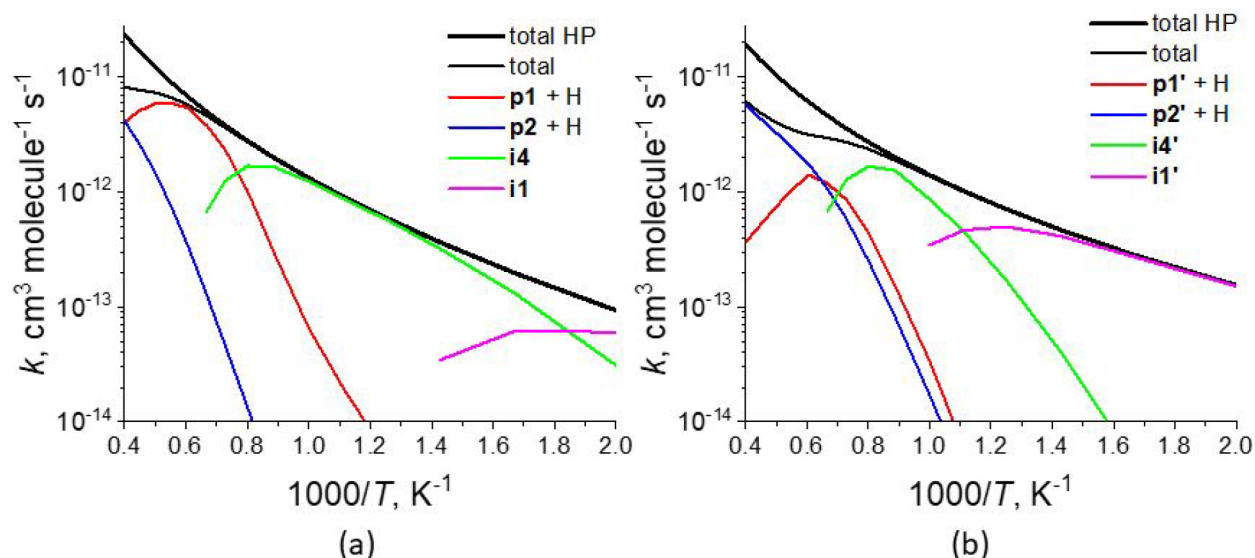 total HP
total
p1 + H
p2 + H
i4
i1
k, cm³ molecule⁻¹ s⁻¹
10⁻¹¹
10⁻¹²
10⁻¹³
10⁻¹⁴
0.4 0.6 0.8 1.0 1.2 1.4 1.6 1.8 2.0
1000/T, K⁻¹
(a)
total HP
total
p1' + H
p2' + H
i4'
i1'
k, cm³ molecule⁻¹ s⁻¹
10⁻¹¹
10⁻¹²
10⁻¹³
10⁻¹⁴
0.4 0.6 0.8 1.0 1.2 1.4 1.6 1.8 2.0
1000/T, K⁻¹
(b)